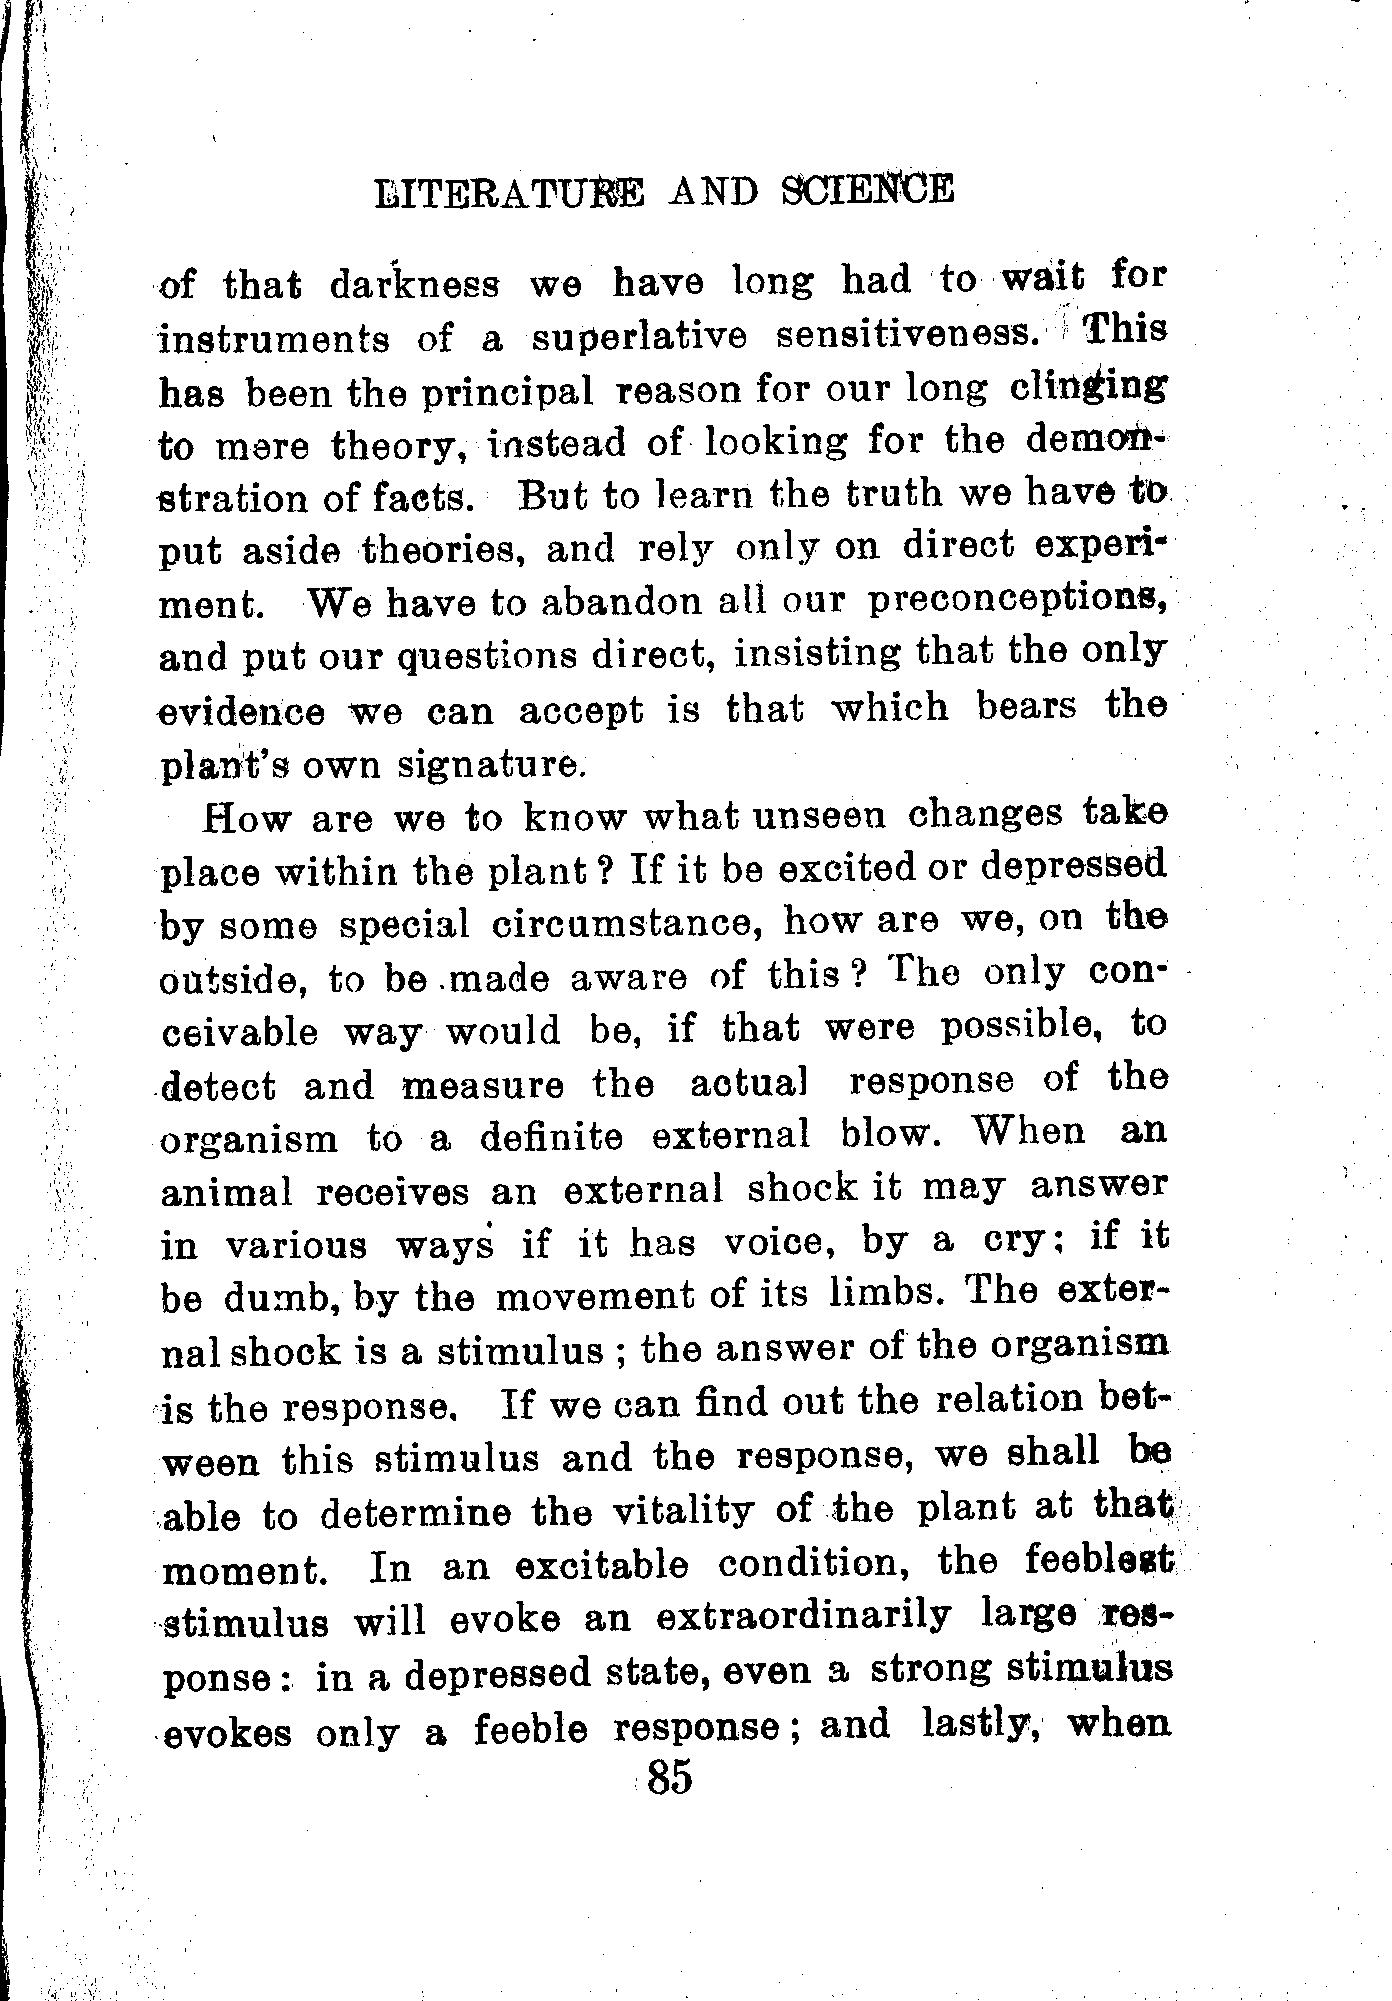 LITERATURE AND SCIENCE
of that darkness we have long had to wait for
instruments of a superlative sensitiveness. This
has been the principal reason for our long clinging
to mere theory, instead of looking for the demon-
stration of facts. But to learn the truth we have to
put aside theories, and rely only on direct experi-
ment. We have to abandon all our preconceptions,
and put our questions direct, insisting that the only
evidence we can accept is that which bears the
plant's own signature.
How are we to know what unseen changes take
place within the plant? If it be excited or depressed
by some special circumstance, how are we, on the
outside, to be made aware of this? The only con-
ceivable way would be, if that were possible, to
detect and measure the actual response of the
organism to a definite external blow. When an
animal receives an external shock it may answer
in various ways if it has voice, by a cry; if it
be dumb, by the movement of its limbs. The exter-
nal shock is a stimulus; the answer of the organism
is the response. If we can find out the relation bet-
ween this stimulus and the response, we shall be
able to determine the vitality of the plant at that
moment. In an excitable condition, the feeblest
stimulus will evoke an extraordinarily large res-
ponse: in a depressed state, even a strong stimulus
evokes only a feeble response; and lastly, when
85